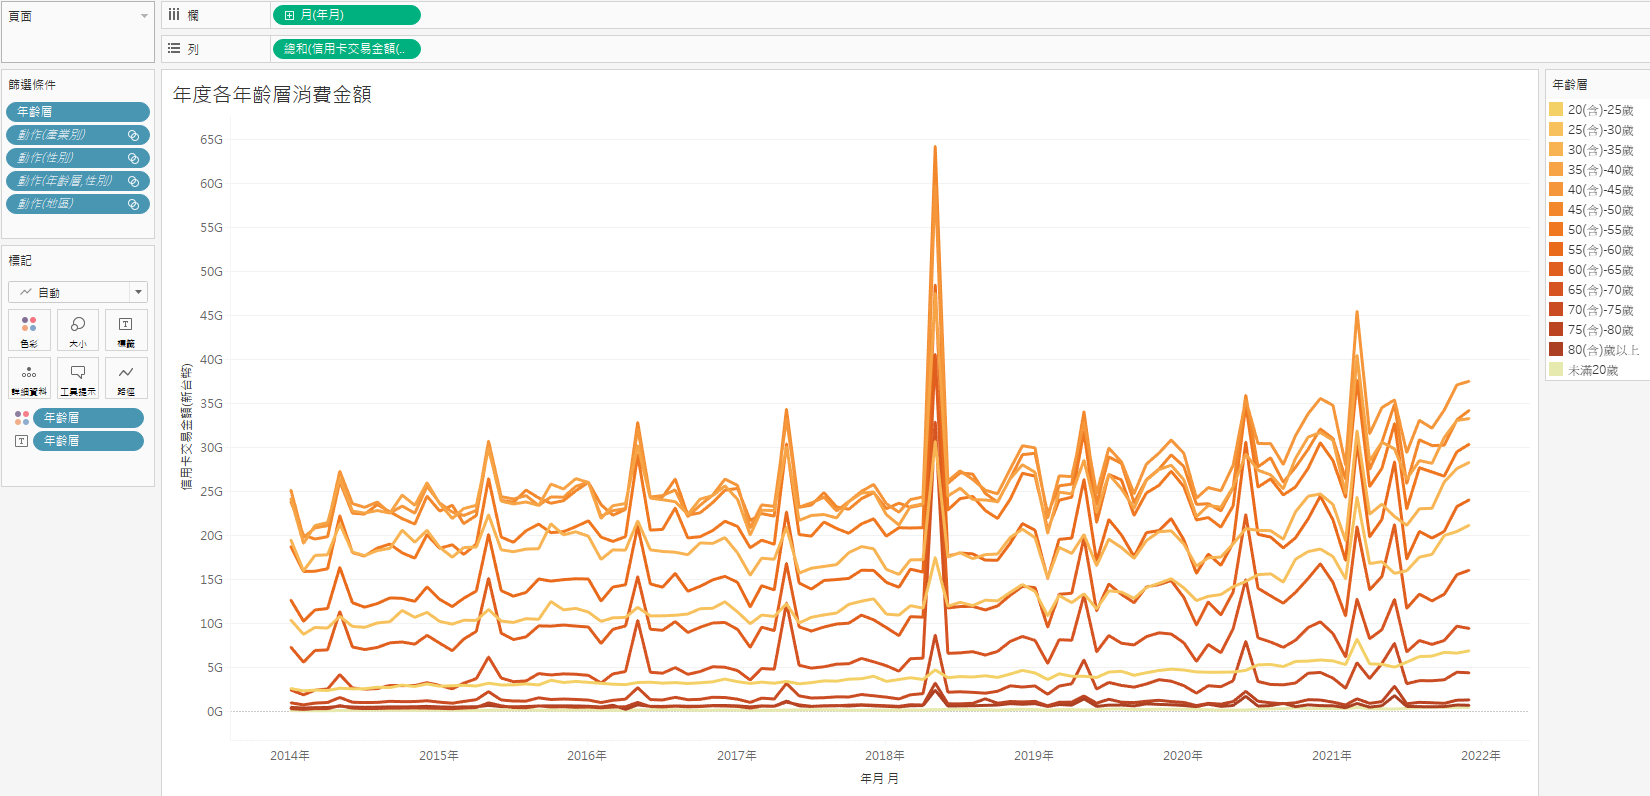 頁面
欄
月(年月)
列
總和(信用卡交易金額(..
篩選條件
年齡層
動作(產業別)
動作(性別)
動作(年齡層,性別)
動作(地區)
標記
自動
色彩
大小
標籤
詳細資料
工具提示
路徑
年齡層
年齡層
年度各年齡層消費金額
信用卡交易金額(新台幣)
65G
60G
55G
50G
45G
40G
35G
30G
25G
20G
15G
10G
5G
0G
2014年
2015年
2016年
2017年
2018年
2019年
2020年
2021年
2022年
年月 月
年齡層
20(含)-25歲
25(含)-30歲
30(含)-35歲
35(含)-40歲
40(含)-45歲
45(含)-50歲
50(含)-55歲
55(含)-60歲
60(含)-65歲
65(含)-70歲
70(含)-75歲
75(含)-80歲
80(含)歲以上
未滿20歲